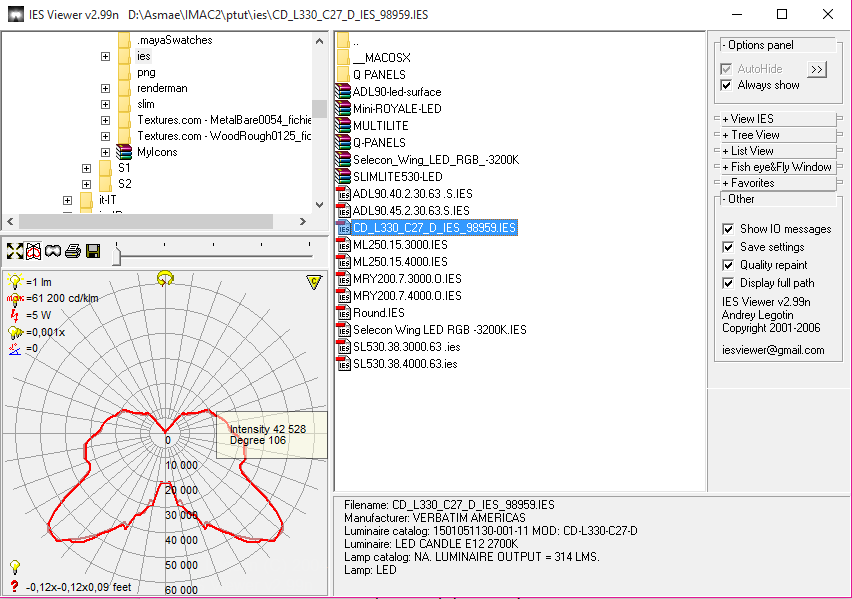 IES Viewer v2.99n D:\Asmae\IMAC2\ptut\ies\CD_L330_C27_D_IES_98959.IES
.mayaSwatches
ies
png
renderman
slim
Textures.com - MetalBare0054_fichie
Textures.com - WoodRough0125_fic
MyIcons
S1
S2
it-IT
=1 lm
max =61 200 cd/klm
=5 W
=0,001x
=0
C
Intensity 42 528
Degree 106
0
10 000
20 000
30 000
40 000
50 000
60 000
? -0,12x-0,12x0,09 feet
..
__MACOSX
Q PANELS
ADL90-led-surface
Mini-ROYALE-LED
MULTILITE
Q-PANELS
Selecon_Wing_LED_RGB_-3200K
SLIMLITE530-LED
ADL90.40.2.30.63 .S.IES
ADL90.45.2.30.63.S.IES
CD_L330_C27_D_IES_98959.IES
ML250.15.3000.IES
ML250.15.4000.IES
MRY200.7.3000.O.IES
MRY200.7.4000.O.IES
Round.IES
Selecon Wing LED RGB -3200K.IES
SL530.38.3000.63 .ies
SL530.38.4000.63.ies
- Options panel
AutoHide >>
Always show
+ View IES
+ Tree View
+ List View
+ Fish eye&Fly Window
+ Favorites
- Other
Show IO messages
Save settings
Quality repaint
Display full path
IES Viewer v2.99n
Andrey Legotin
Copyright 2001-2006
iesviewer@gmail.com
Filename: CD_L330_C27_D_IES_98959.IES
Manufacturer: VERBATIM AMERICAS
Luminaire catalog: 1501051130-001-11 MOD: CD-L330-C27-D
Luminaire: LED CANDLE E12 2700K
Lamp catalog: NA. LUMINAIRE OUTPUT = 314 LMS.
Lamp: LED